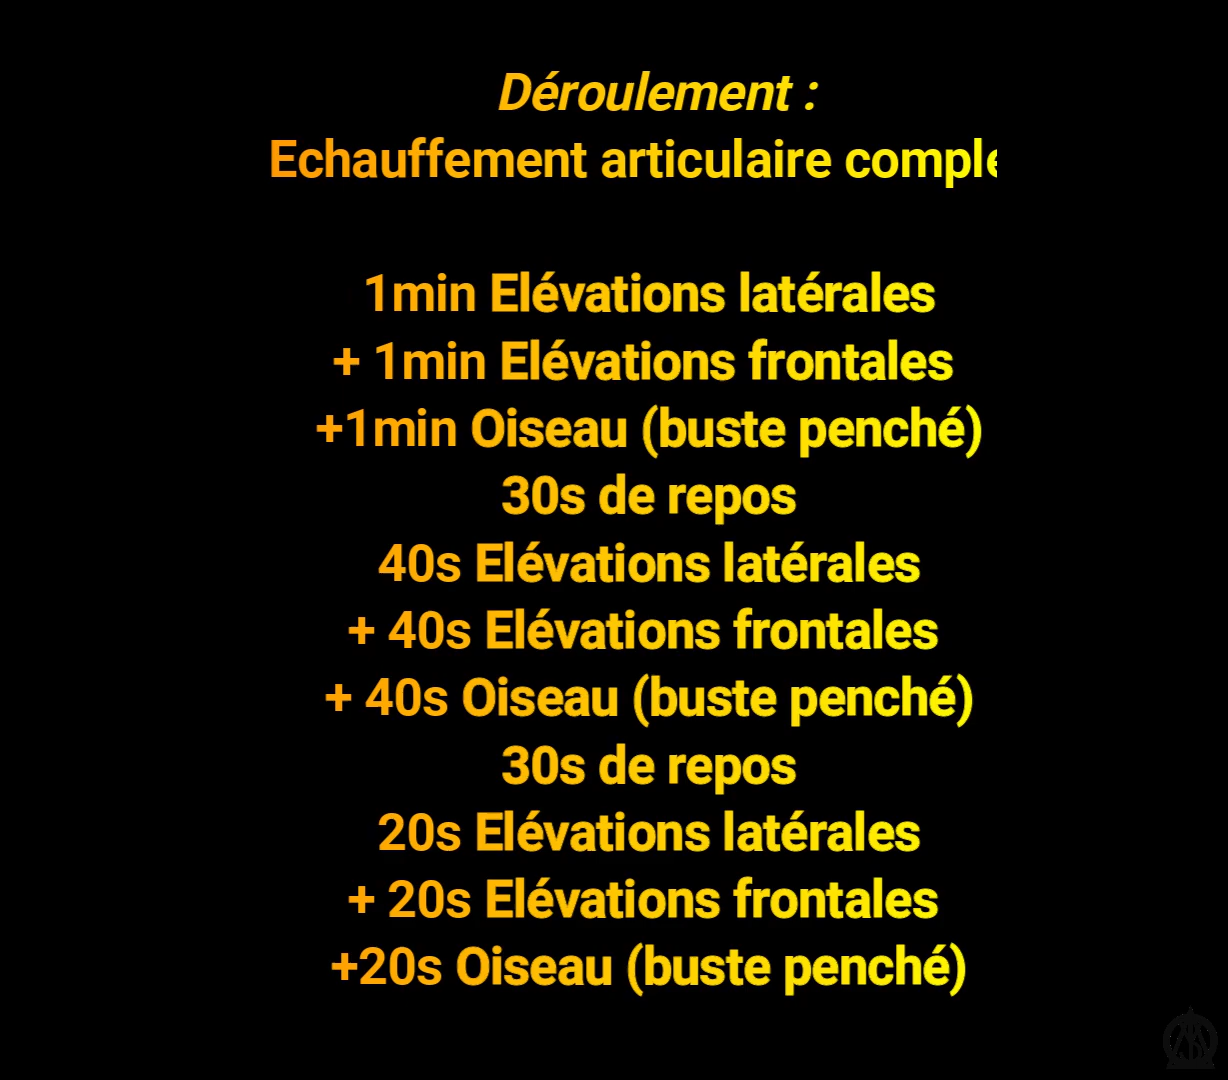 Déroulement :
Echauffement articulaire comple
1min Elévations latérales
+ 1min Elévations frontales
+1min Oiseau (buste penché)
30s de repos
40s Elévations latérales
+ 40s Elévations frontales
+ 40s Oiseau (buste penché)
30s de repos
20s Elévations latérales
+ 20s Elévations frontales
+20s Oiseau (buste penché)